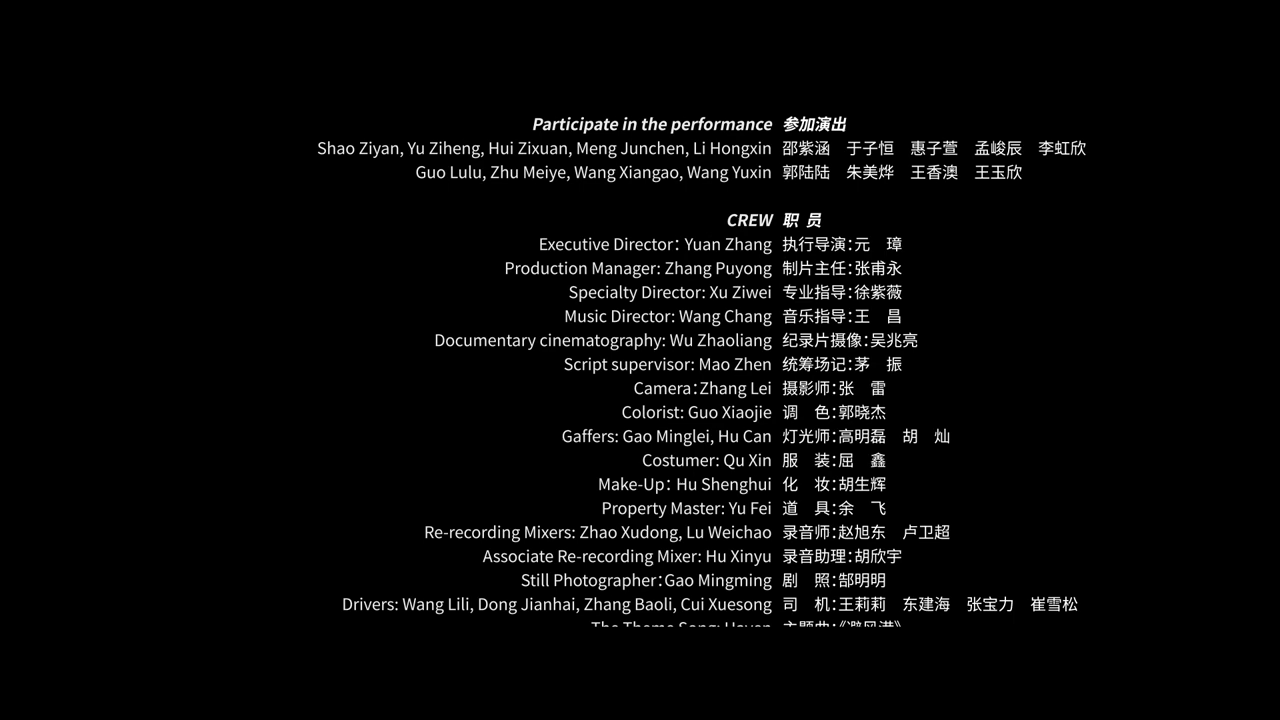 Participate in the performance 参加演出
Shao Ziyan, Yu Ziheng, Hui Zixuan, Meng Junchen, Li Hongxin 邵紫涵 于子恒 惠子萱 孟峻辰 李虹欣
Guo Lulu, Zhu Meiye, Wang Xiangao, Wang Yuxin 郭陆陆 朱美烨 王香澳 王玉欣
CREW 职 员
Executive Director: Yuan Zhang 执行导演:元 璋
Production Manager: Zhang Puyong 制片主任:张甫永
Specialty Director: Xu Ziwei 专业指导:徐紫薇
Music Director: Wang Chang 音乐指导:王 昌
Documentary cinematography: Wu Zhaoliang 纪录片摄像:吴兆亮
Script supervisor: Mao Zhen 统筹场记:茅 振
Camera:Zhang Lei 摄影师:张 雷
Colorist: Guo Xiaojie 调 色:郭晓杰
Gaffers: Gao Minglei, Hu Can 灯光师:高明磊 胡 灿
Costumer: Qu Xin 服 装:屈 鑫
Make-Up: Hu Shenghui 化 妆:胡生辉
Property Master: Yu Fei 道 具:余 飞
Re-recording Mixers: Zhao Xudong, Lu Weichao 录音师:赵旭东 卢卫超
Associate Re-recording Mixer: Hu Xinyu 录音助理:胡欣宇
Still Photographer:Gao Mingming 剧 照:郜明明
Drivers: Wang Lili, Dong Jianhai, Zhang Baoli, Cui Xuesong 司 机:王莉莉 东建海 张宝力 崔雪松
The Theme Song: Haven 主题曲:《避风港》